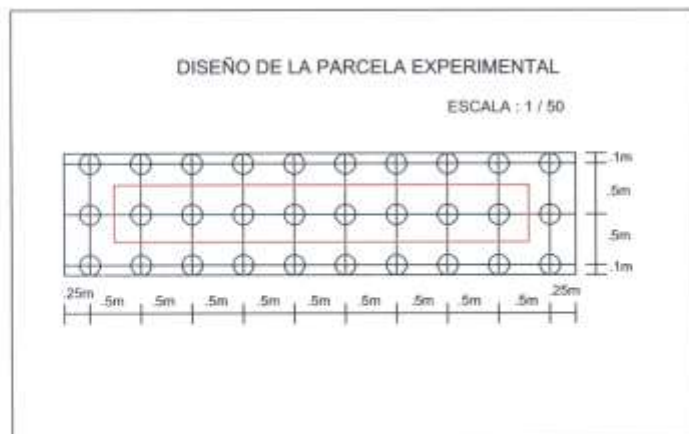 DISEÑO DE LA PARCELA EXPERIMENTAL
ESCALA : 1 / 50
.1m
.5m
.5m
.1m
.25m .5m .5m .5m .5m .5m .5m .5m .5m .5m .25m